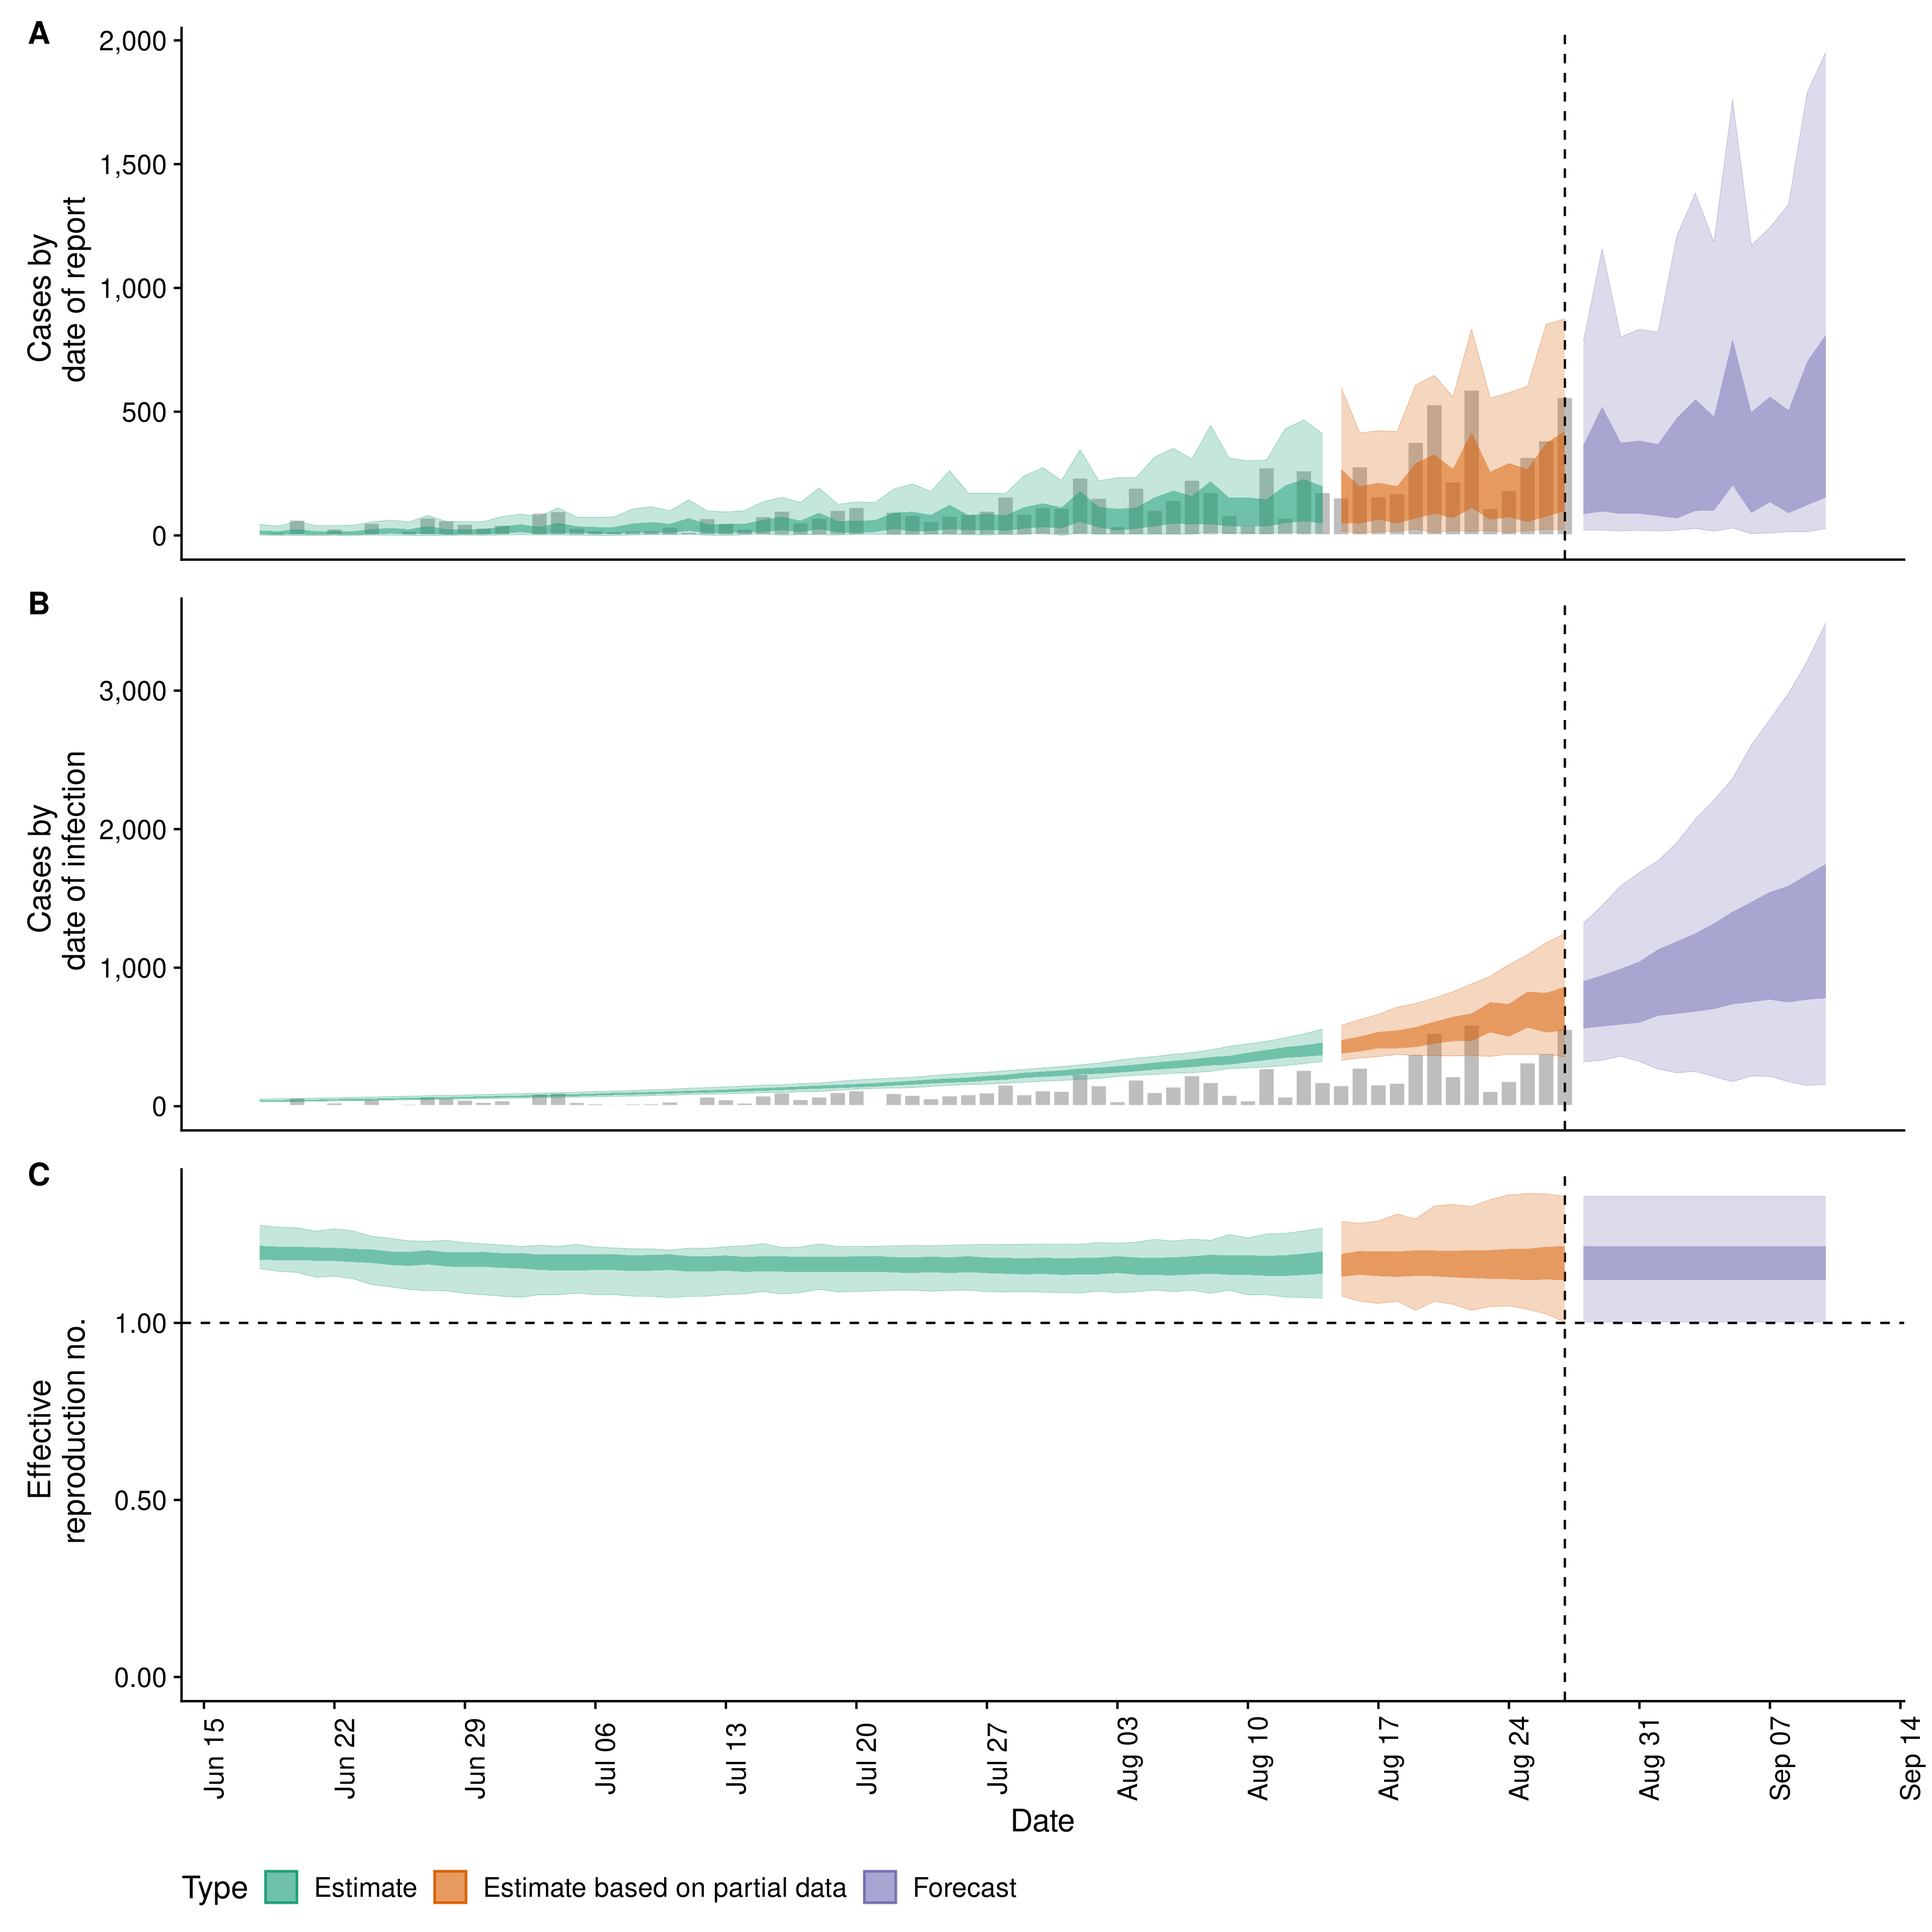 A
2,000
1,500
1,000
500
0
Cases by
date of report
B
3,000
2,000
1,000
0
Cases by
date of infection
C
1.00
0.50
0.00
Effective
reproduction no.
Jun 15
Jun 22
Jun 29
Jul 06
Jul 13
Jul 20
Jul 27
Aug 03
Aug 10
Aug 17
Aug 24
Aug 31
Sep 07
Sep 14
Date
Type
Estimate
Estimate based on partial data
Forecast